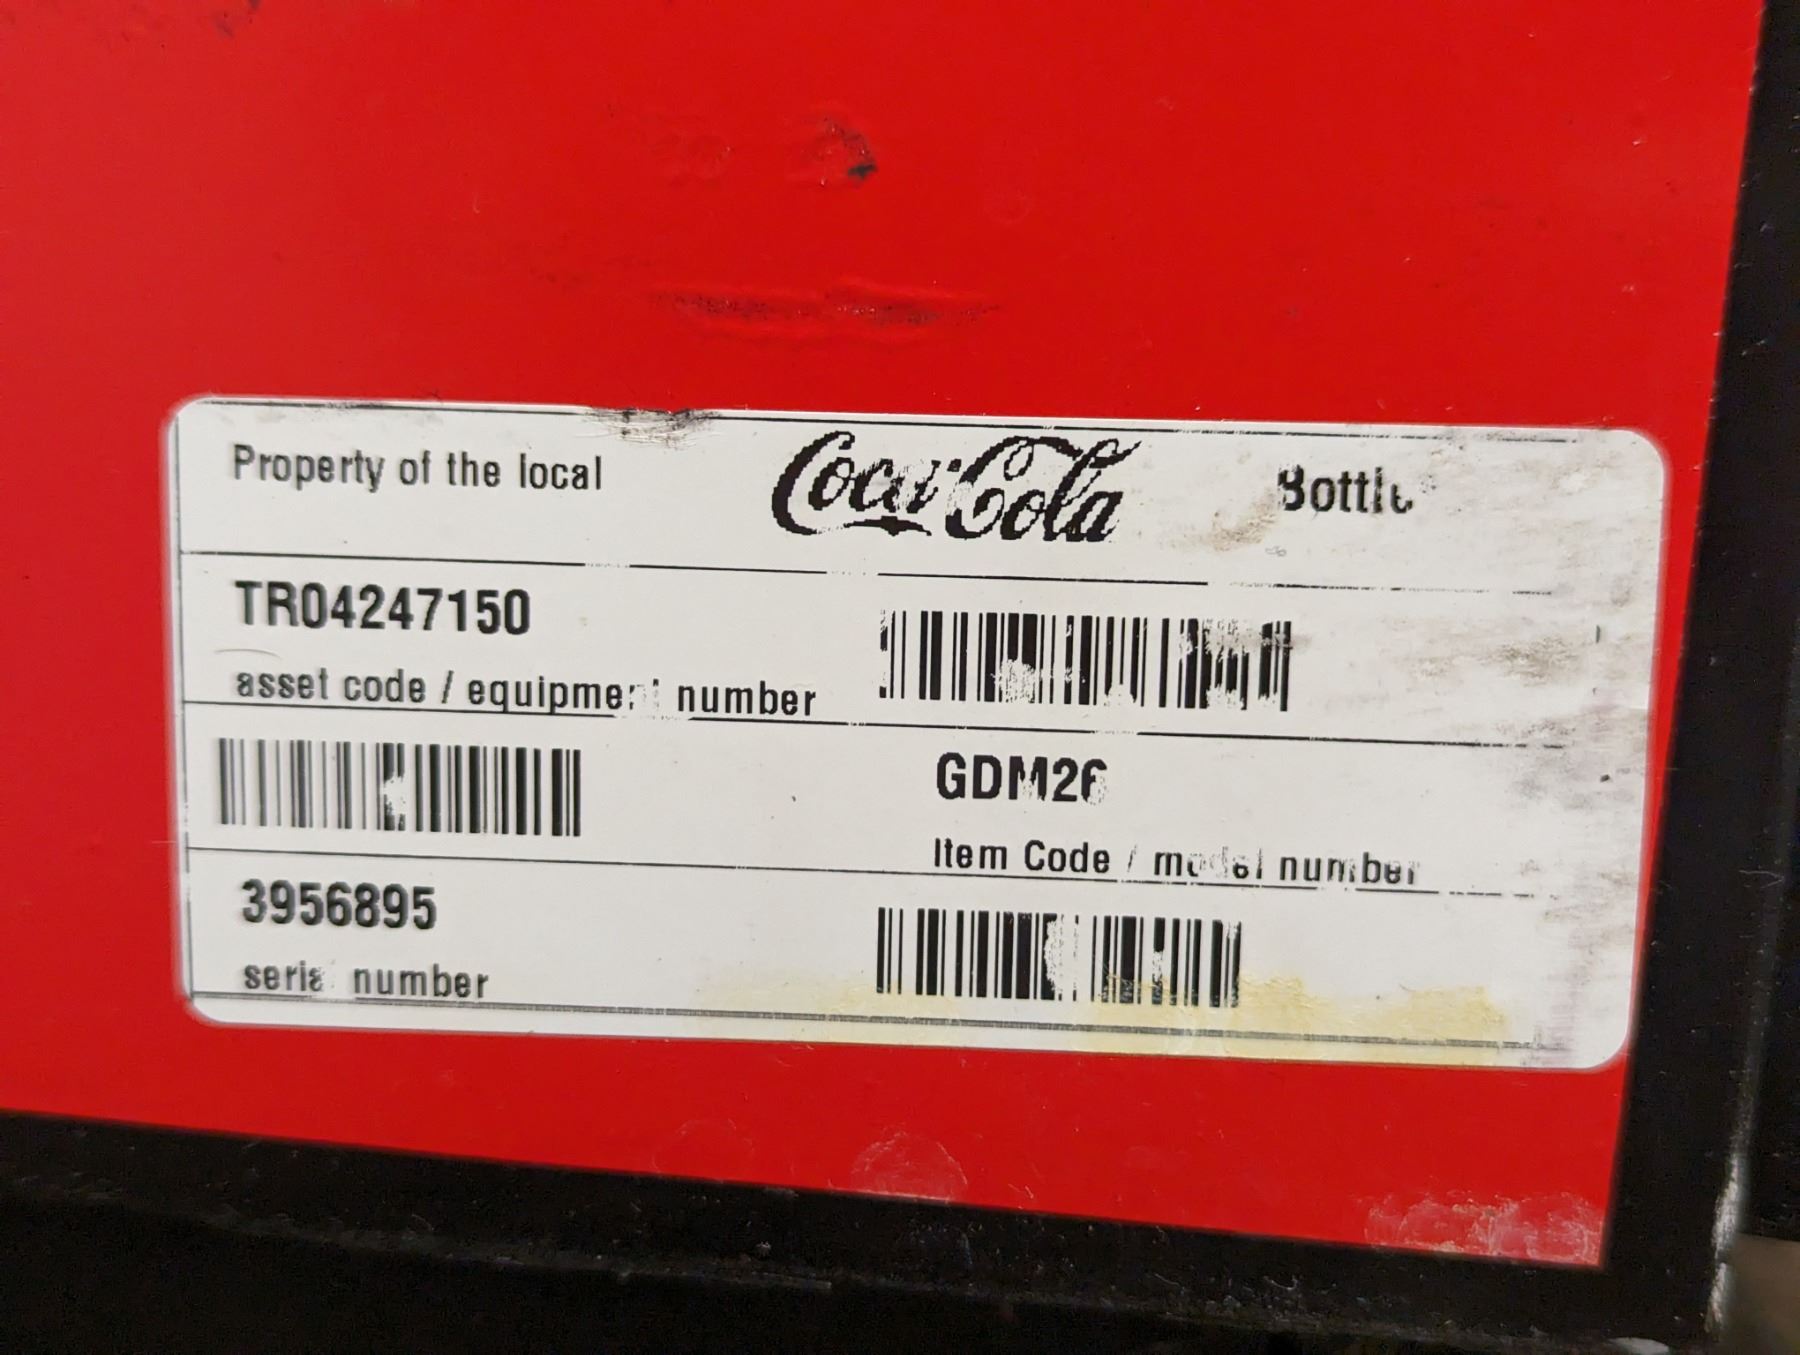 Property of the local Coca-Cola Bottle
TR04247150
asset code / equipment number
GDM26
Item Code / model number
3956895
serial number